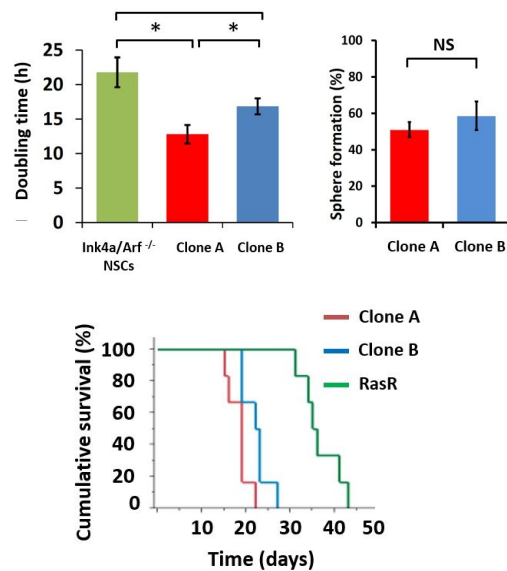 *
*
Doubling time (h)
25
20
15
10
5
0
Ink4a/Arf -/-
NSCs
Clone A
Clone B
NS
Sphere formation (%)
100
80
60
40
20
0
Clone A
Clone B
Clone A
Clone B
RasR
Cumulative survival (%)
100
80
60
40
20
0
10
20
30
40
50
Time (days)